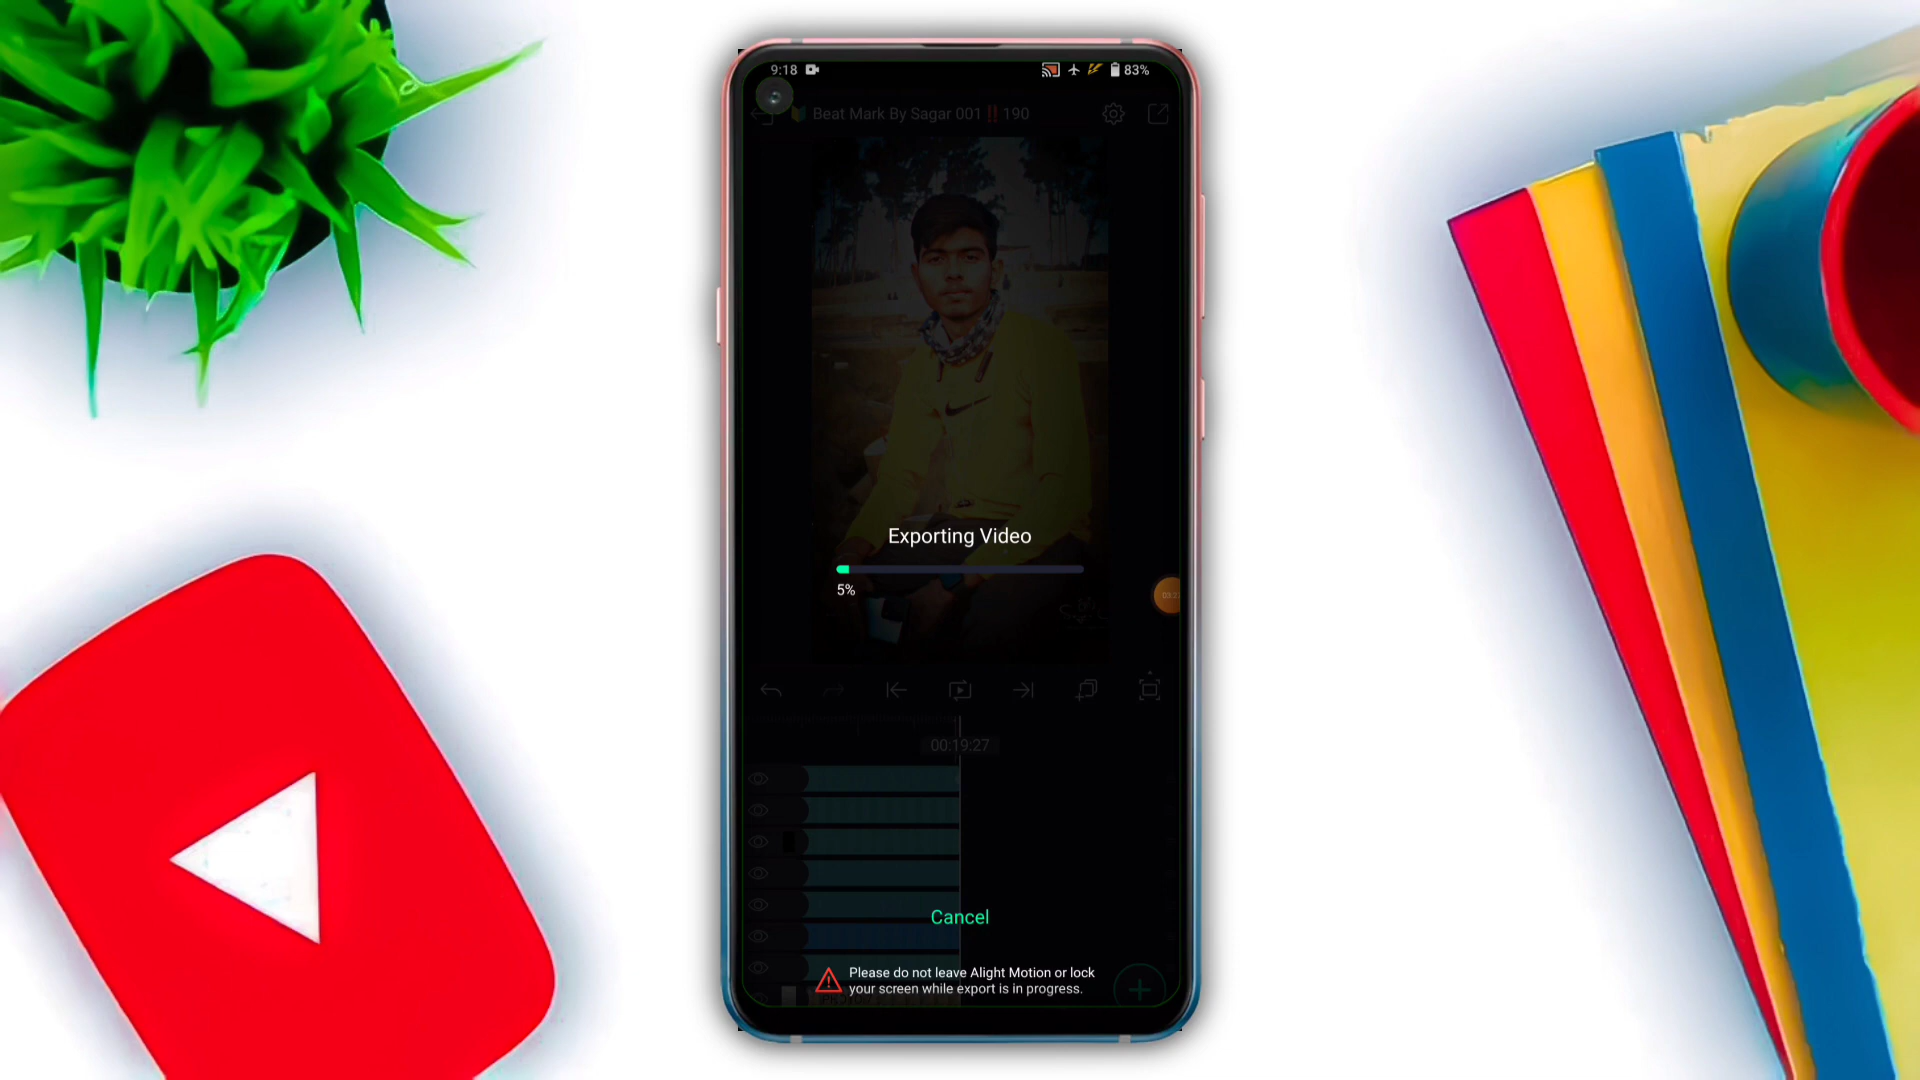 9:18
83%
Beat Mark By Sagar 001 ‼️ 190
Exporting Video
5%
00:19:27
Cancel
Please do not leave Alight Motion or lock
your screen while export is in progress.